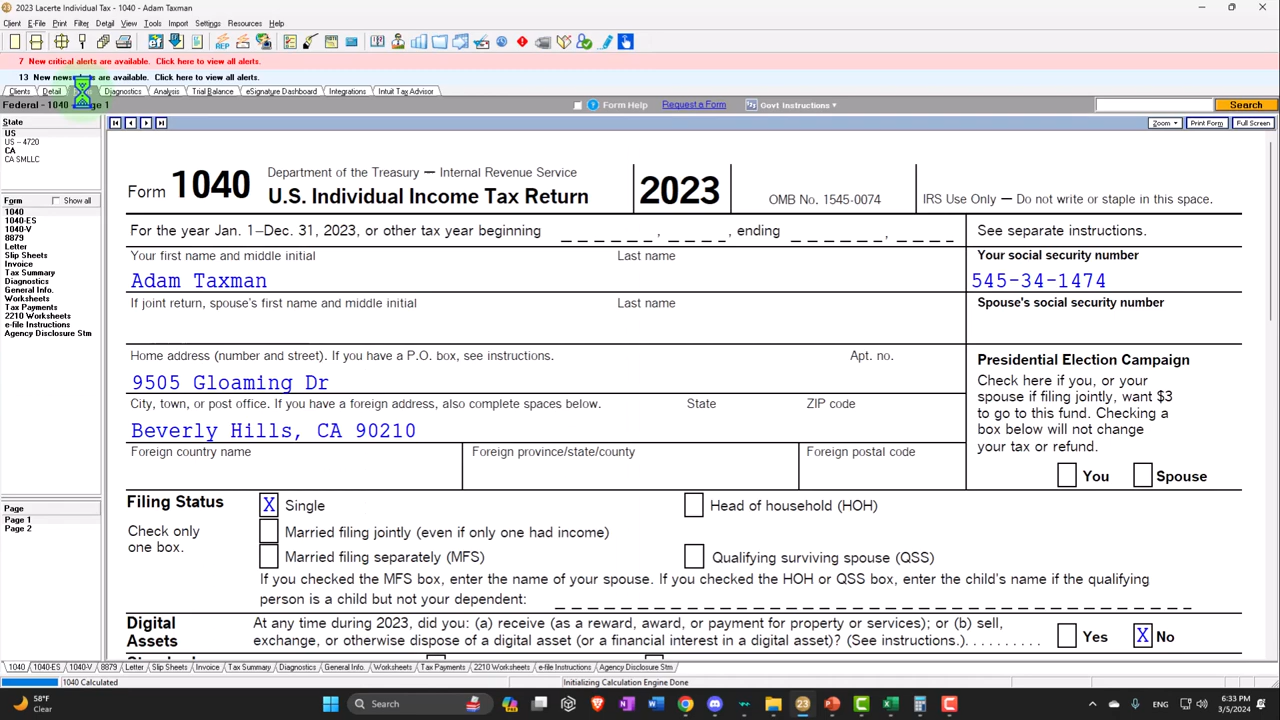 2023 Lacerte Individual Tax - 1040 - Adam Taxman
Client E-File Print Filter Detail View Tools Import Settings Resources Help
7 New critical alerts are available. Click here to view all alerts.
13 New news are available. Click here to view all alerts.
Clients Detail Diagnostics Analysis Trial Balance eSignature Dashboard Integrations Intuit Tax Advisor
Federal - 1040 Page 1
Form Help Request a Form Govt Instructions Search
State
US
US - 4720
CA
CA SMLLC
Form Show all
1040
1040-ES
1040-V
8879
Letter
Slip Sheets
Invoice
Tax Summary
Diagnostics
General Info.
Worksheets
Tax Payments
2210 Worksheets
e-file Instructions
Agency Disclosure Stm
Page
Page 1
Page 2
Zoom Print Form Full Screen
Form 1040
Department of the Treasury — Internal Revenue Service
U.S. Individual Income Tax Return
2023
OMB No. 1545-0074
IRS Use Only — Do not write or staple in this space.
For the year Jan. 1–Dec. 31, 2023, or other tax year beginning , , ending , See separate instructions.
Your first name and middle initial Last name Your social security number
Adam Taxman 545-34-1474
If joint return, spouse's first name and middle initial Last name Spouse's social security number
Home address (number and street). If you have a P.O. box, see instructions. Apt. no.
9505 Gloaming Dr
City, town, or post office. If you have a foreign address, also complete spaces below. State ZIP code
Beverly Hills, CA 90210
Foreign country name Foreign province/state/county Foreign postal code
Presidential Election Campaign
Check here if you, or your
spouse if filing jointly, want $3
to go to this fund. Checking a
box below will not change
your tax or refund.
You Spouse
Filing Status
Check only
one box.
X Single Head of household (HOH)
Married filing jointly (even if only one had income)
Married filing separately (MFS) Qualifying surviving spouse (QSS)
If you checked the MFS box, enter the name of your spouse. If you checked the HOH or QSS box, enter the child's name if the qualifying
person is a child but not your dependent:
Digital
Assets
At any time during 2023, did you: (a) receive (as a reward, award, or payment for property or services); or (b) sell,
exchange, or otherwise dispose of a digital asset (or a financial interest in a digital asset)? (See instructions.) . . . . . . . . . . Yes X No
1040 1040-ES 1040-V 8879 Letter Slip Sheets Invoice Tax Summary Diagnostics General Info. Worksheets Tax Payments 2210 Worksheets e-file Instructions Agency Disclosure Stm
1040 Calculated Initializing Calculation Engine Done
58°F
Clear
Search
ENG
6:33 PM
3/5/2024